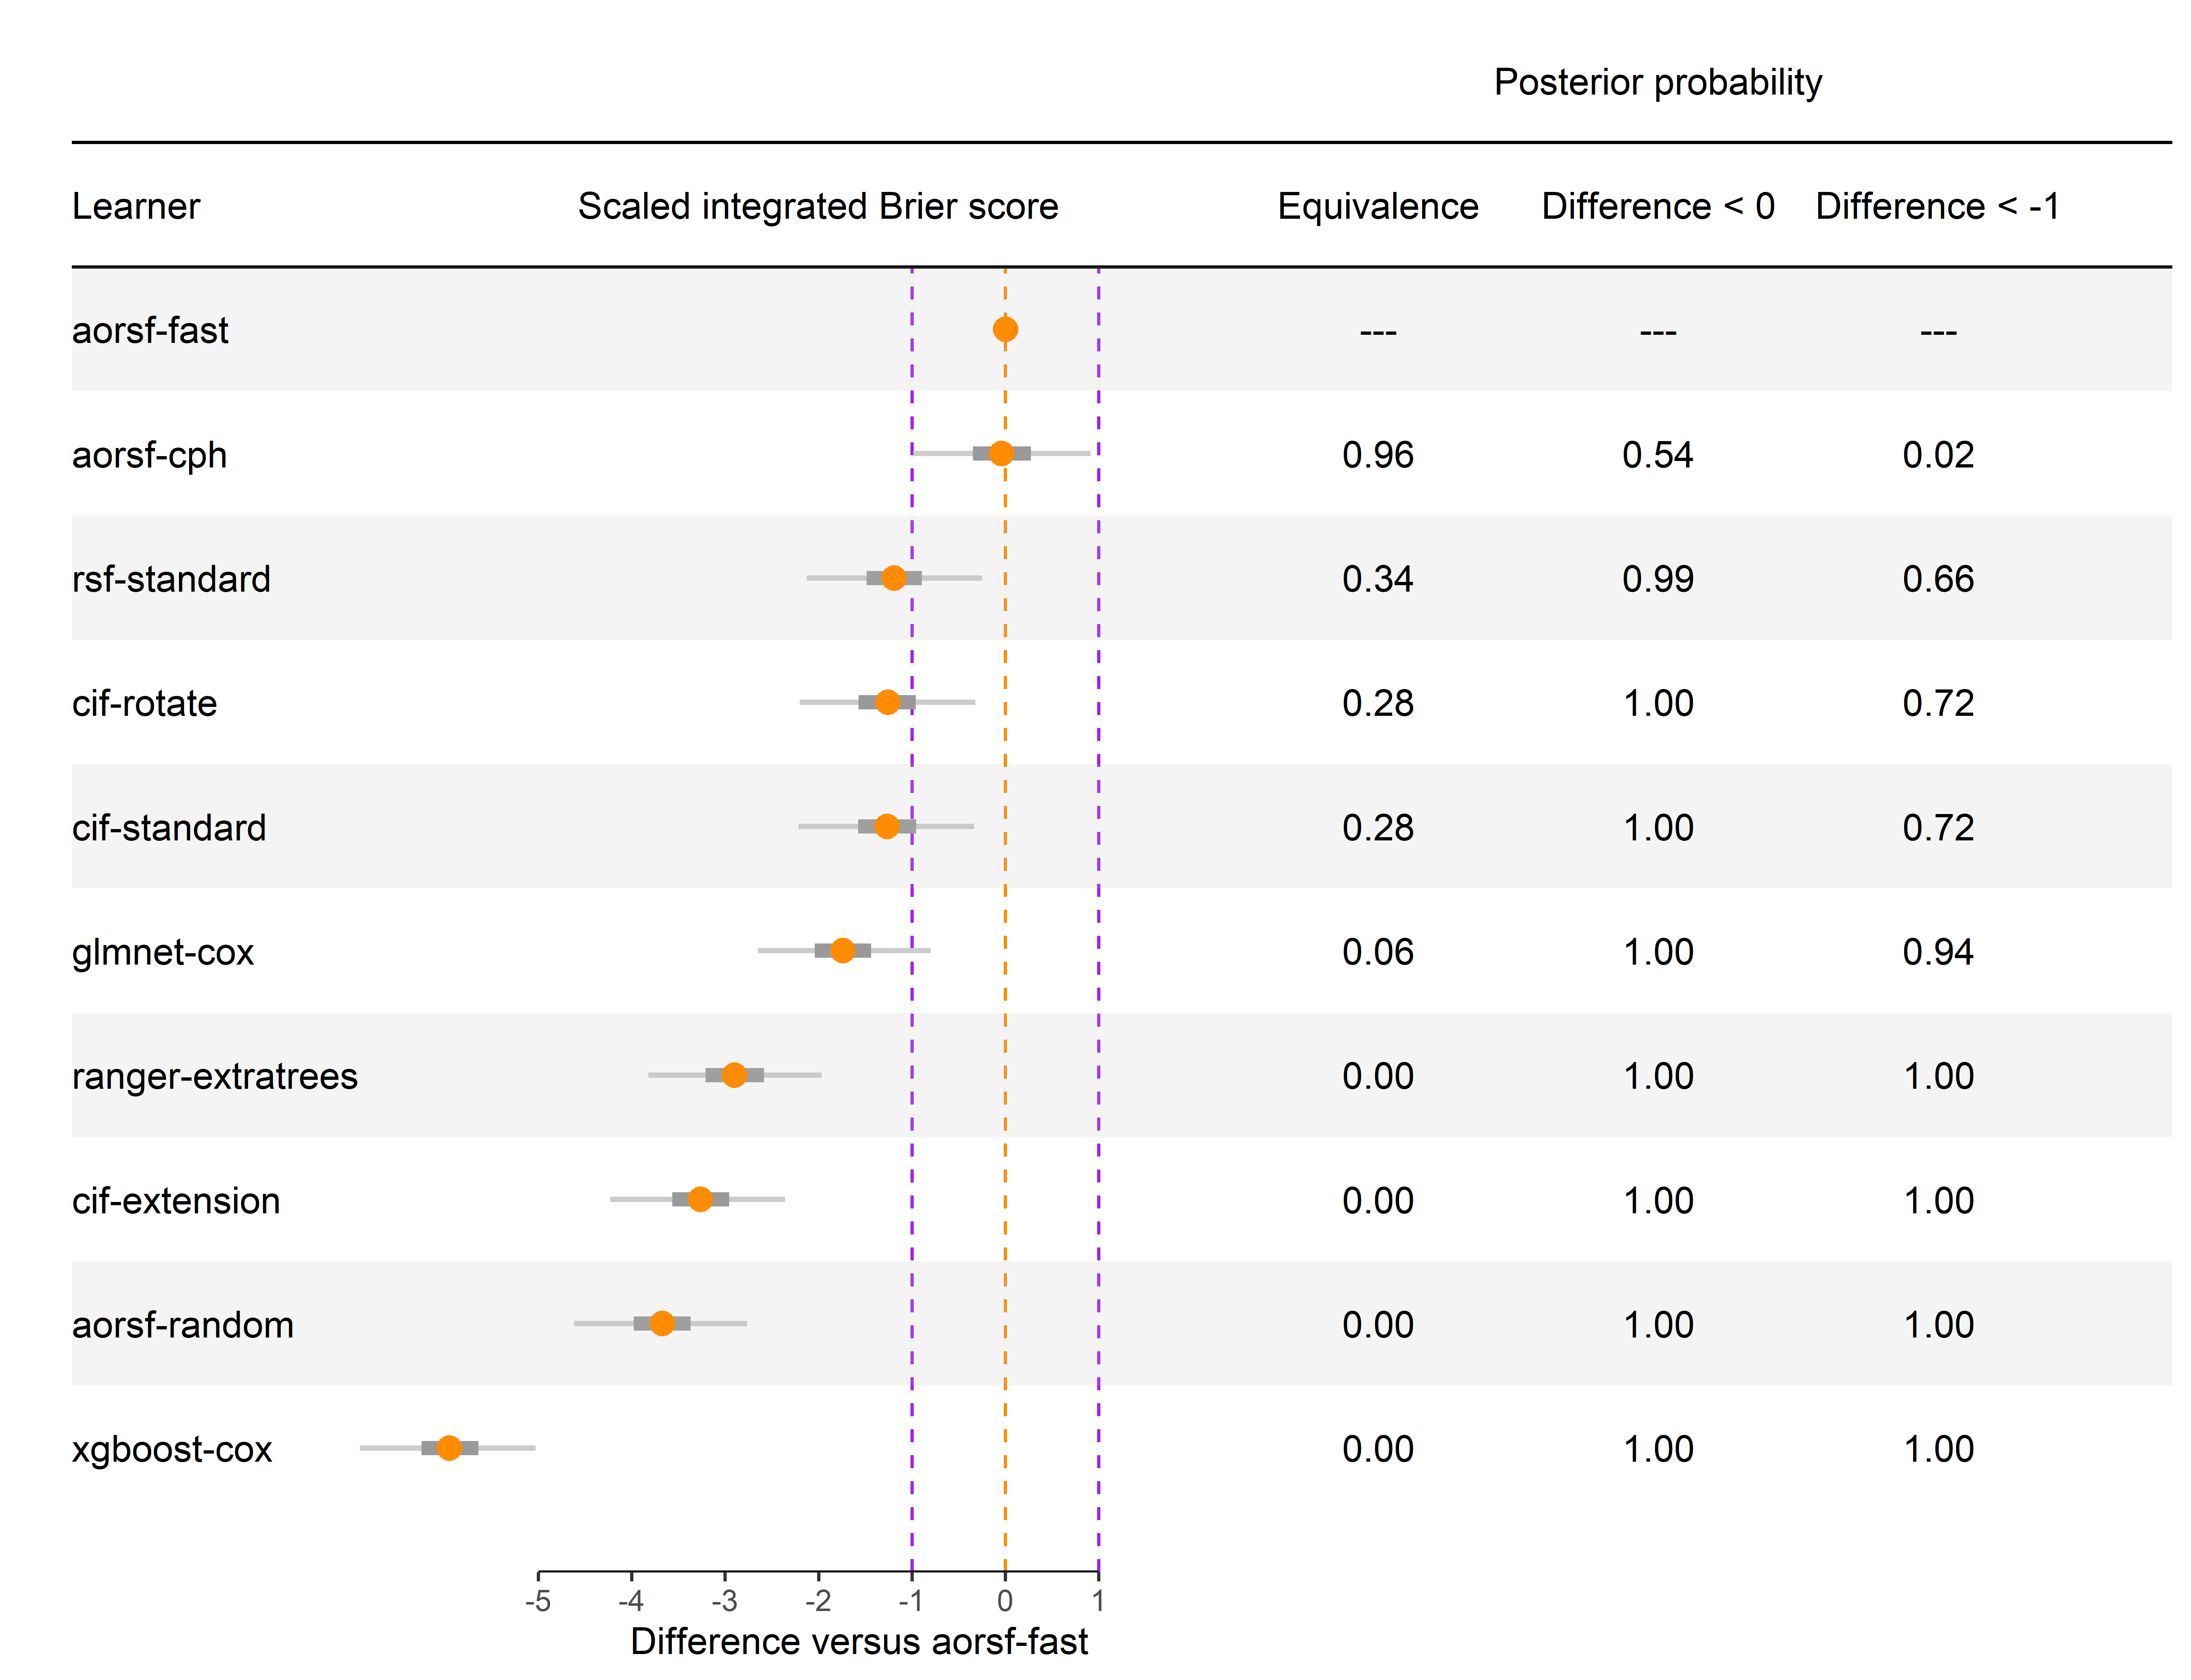 Posterior probability
Learner Scaled integrated Brier score Equivalence Difference < 0 Difference < -1
aorsf-fast --- --- ---
aorsf-cph 0.96 0.54 0.02
rsf-standard 0.34 0.99 0.66
cif-rotate 0.28 1.00 0.72
cif-standard 0.28 1.00 0.72
glmnet-cox 0.06 1.00 0.94
ranger-extratrees 0.00 1.00 1.00
cif-extension 0.00 1.00 1.00
aorsf-random 0.00 1.00 1.00
xgboost-cox 0.00 1.00 1.00
-5 -4 -3 -2 -1 0 1
Difference versus aorsf-fast